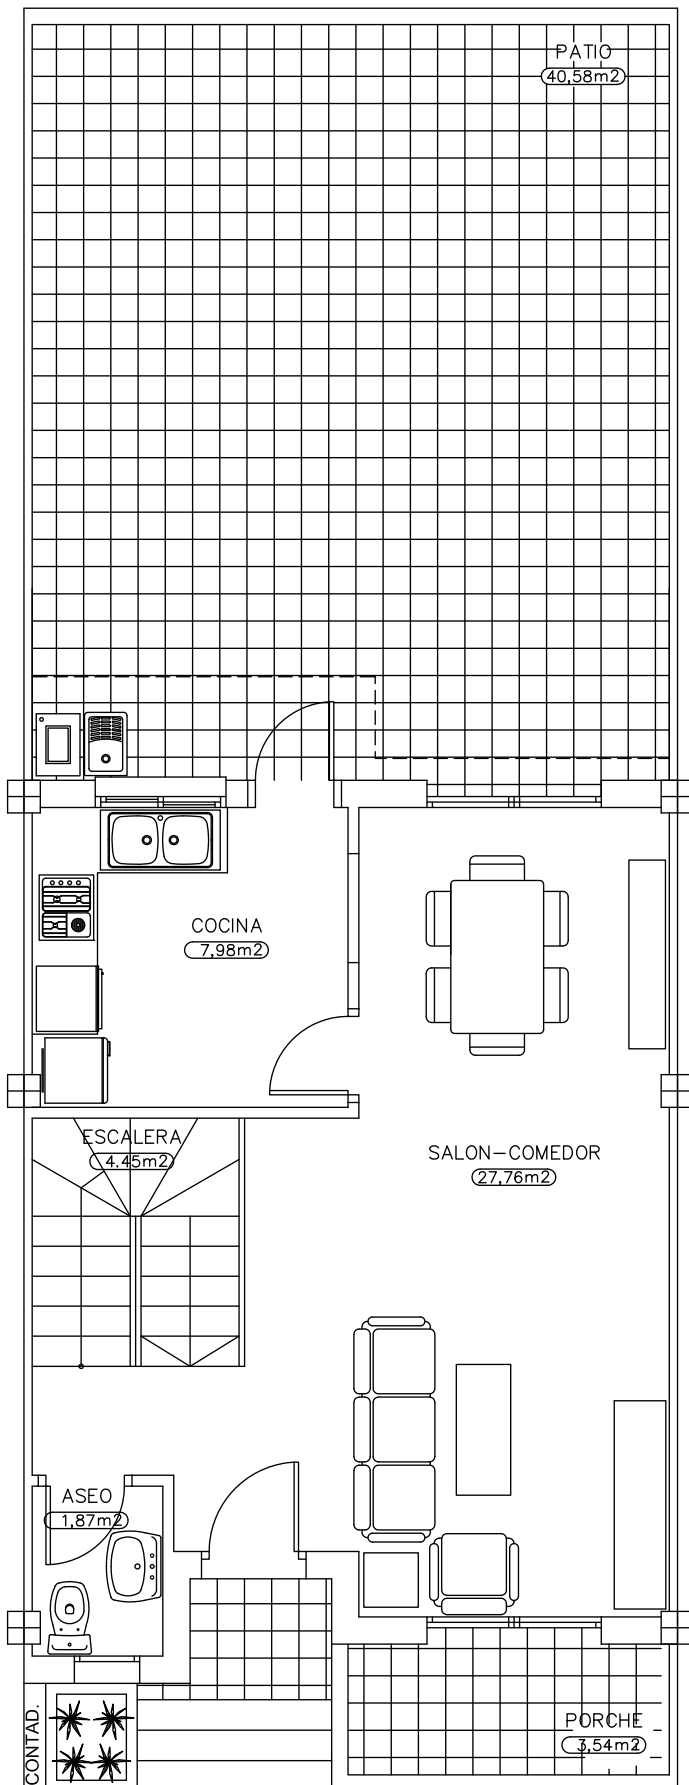 PATIO
40,58m2
COCINA
7,98m2
ESCALERA
4.45m2
SALON-COMEDOR
27,76m2
ASEO
1,87m2
PORCHE
3,54m2
CONTAD.